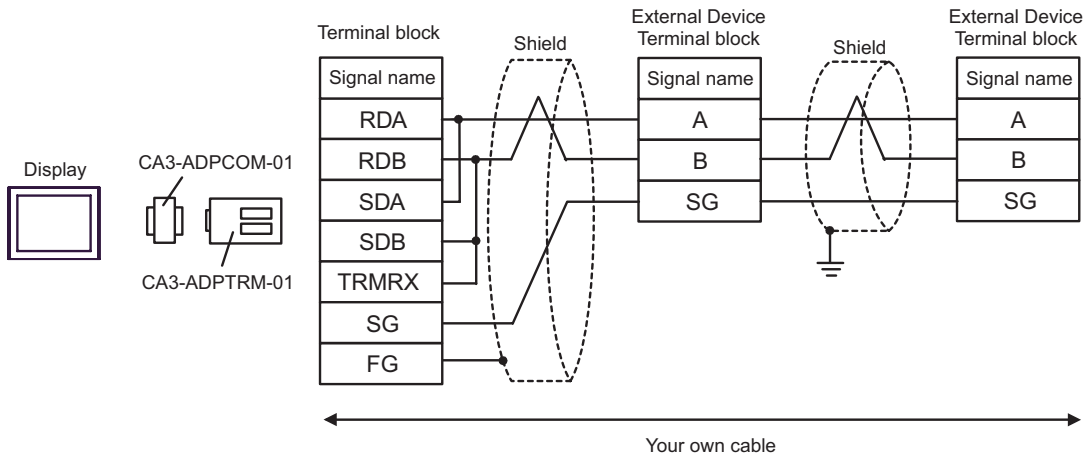 Display
CA3-ADPCOM-01
CA3-ADPTRM-01
Terminal block
Signal name
RDA
RDB
SDA
SDB
TRMRX
SG
FG
Shield
External Device
Terminal block
Signal name
A
B
SG
Shield
External Device
Terminal block
Signal name
A
B
SG
Your own cable